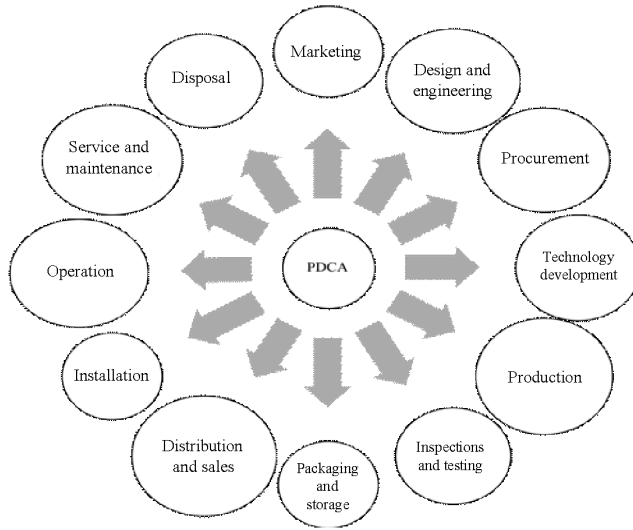 Marketing
Disposal
Design and
engineering
Service and
maintenance
Procurement
Operation
PDCA
Technology
development
Installation
Production
Distribution
and sales
Inspections
and testing
Packaging
and
storage